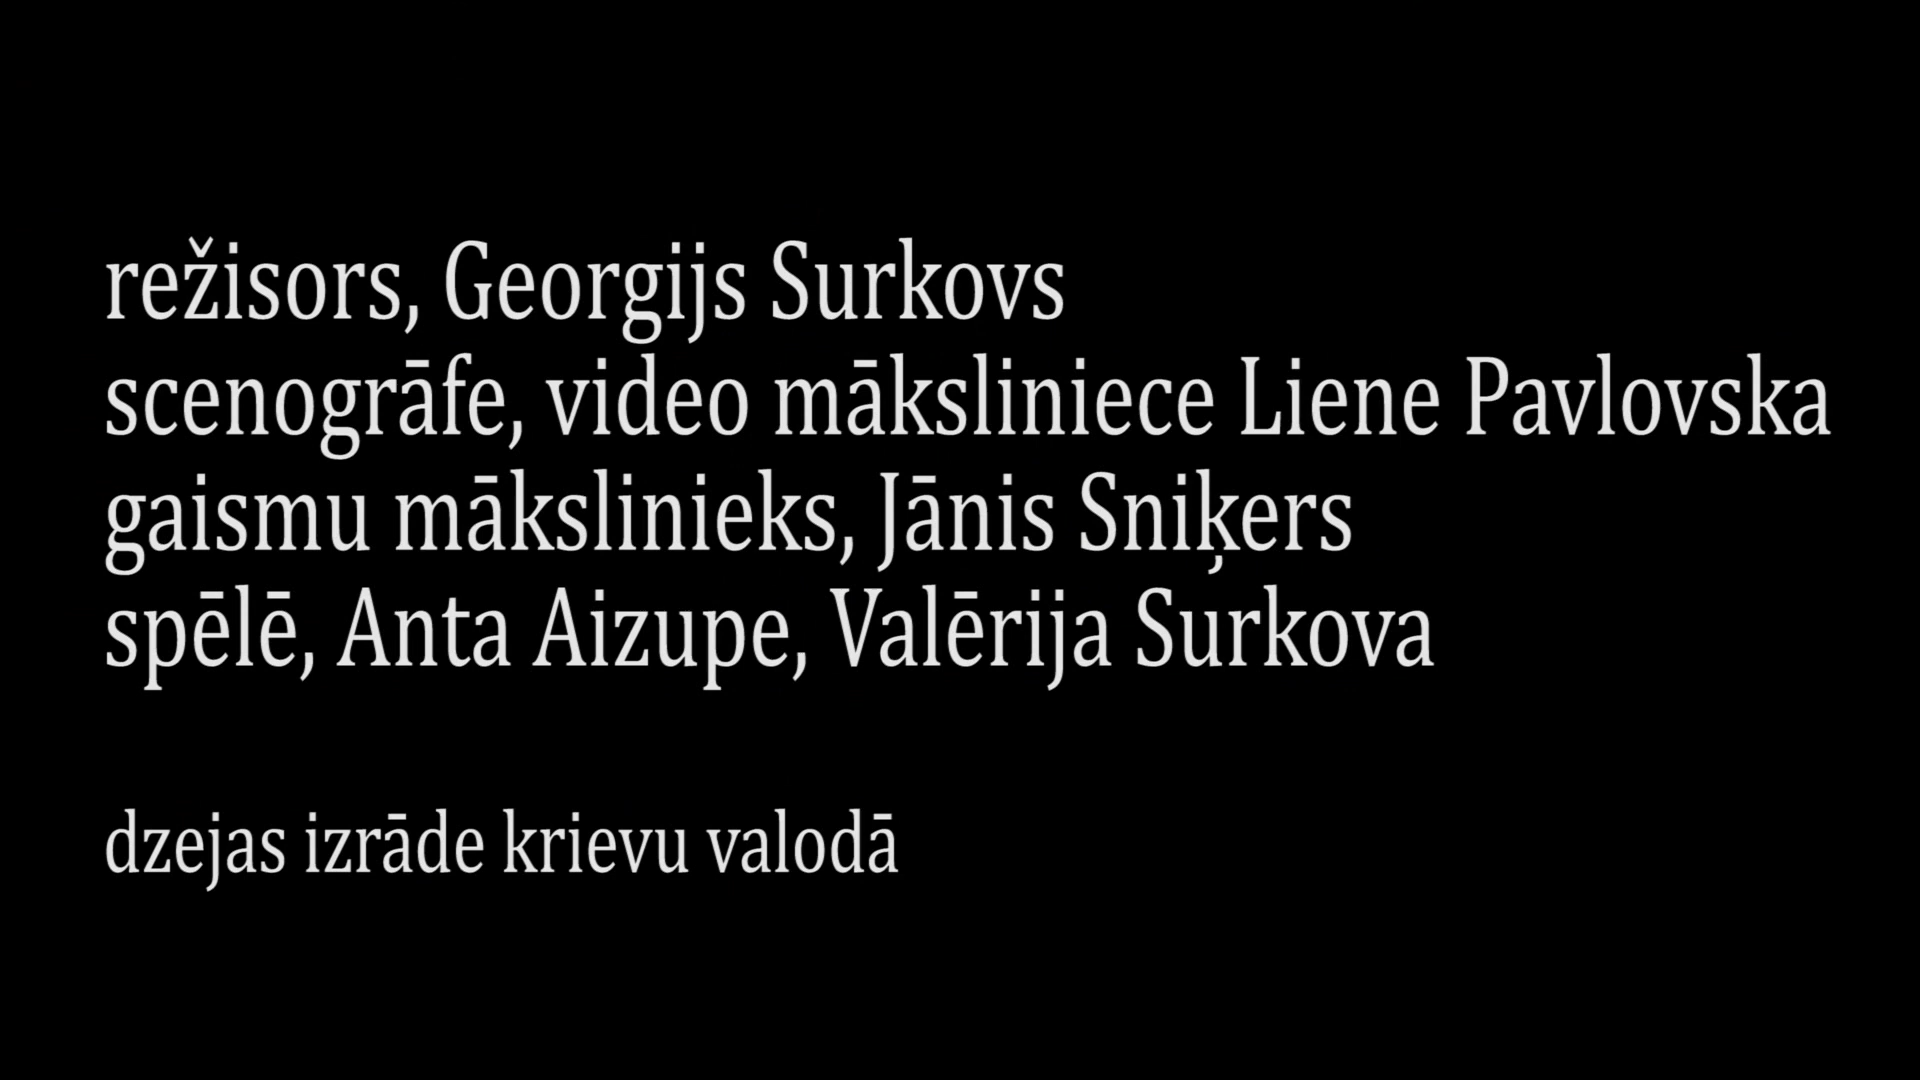 režisors, Georgijs Surkovs
scenogrāfe, video māksliniece Liene Pavlovska
gaismu mākslinieks, Jānis Sniķers
spēlē, Anta Aizupe, Valērija Surkova
dzejas izrāde krievu valodā